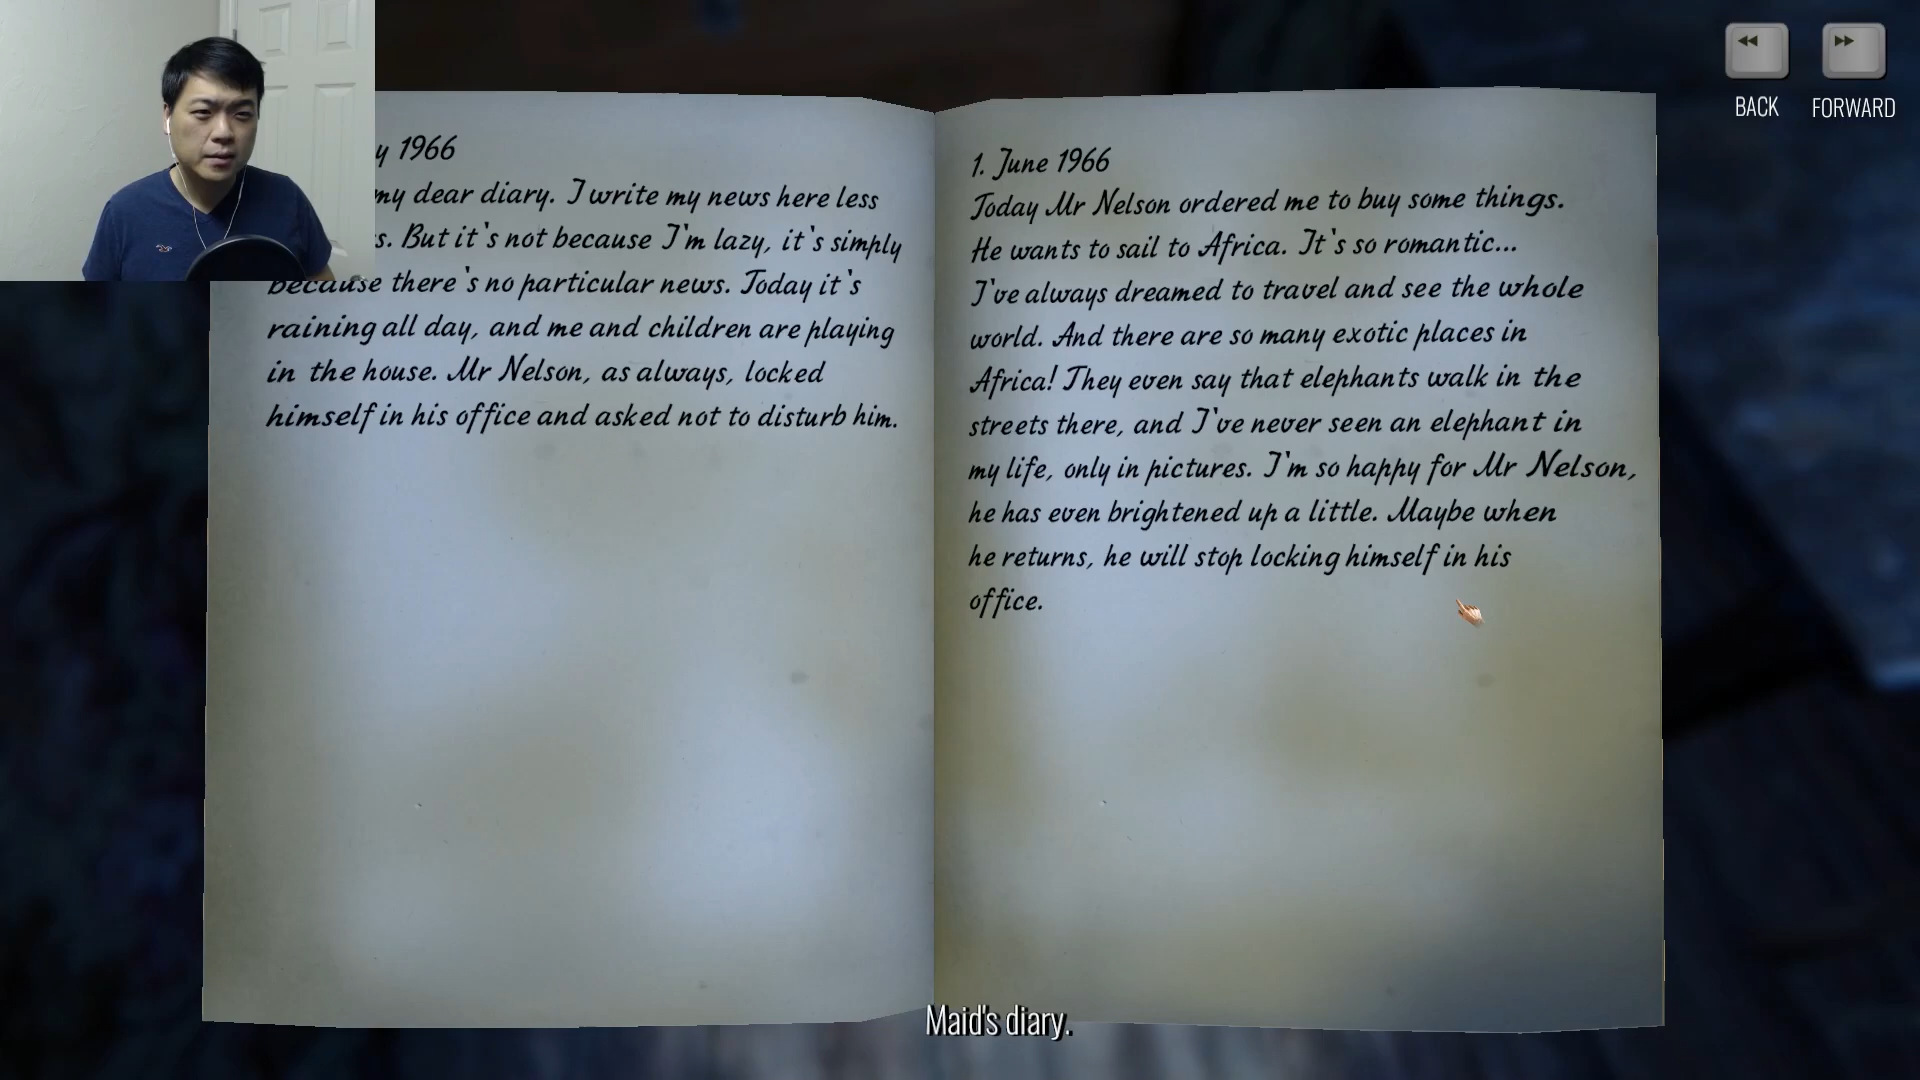 BACK
FORWARD
y 1966
my dear diary. I write my news here less
s. But it's not because I'm lazy, it's simply
because there's no particular news. Today it's
raining all day, and me and children are playing
in the house. Mr Nelson, as always, locked
himself in his office and asked not to disturb him.
1. June 1966
Today Mr Nelson ordered me to buy some things.
He wants to sail to Africa. It's so romantic...
I've always dreamed to travel and see the whole
world. And there are so many exotic places in
Africa! They even say that elephants walk in the
streets there, and I've never seen an elephant in
my life, only in pictures. I'm so happy for Mr Nelson,
he has even brightened up a little. Maybe when
he returns, he will stop locking himself in his
office.
Maid's diary.